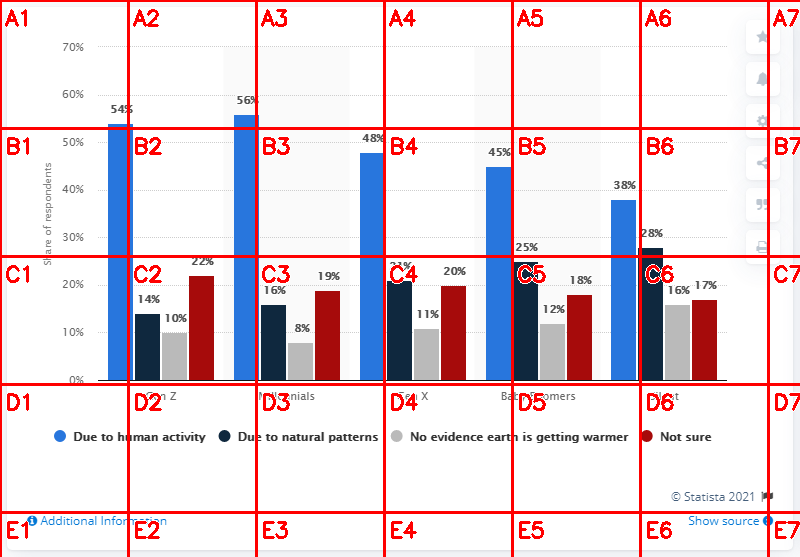 A1 A2 A3 A4 A5 A6 A7
70%
60%
54% 56%
B1 B2 B3 B4 B5 B6 B7
50% 48% 45%
40% 38%
Share of respondents
30% 25% 28%
C1 C2 C3 C4 C5 C6 C7
22% 21%
20% 14% 10% 16% 8% 19% 11% 20% 12% 18% 16% 17%
10%
0%
Gen Z Millennials Gen X Baby Boomers Silent
D1 D2 D3 D4 D5 D6 D7
Due to human activity Due to natural patterns No evidence earth is getting warmer Not sure
© Statista 2021
Additional Information Show source
E1 E2 E3 E4 E5 E6 E7